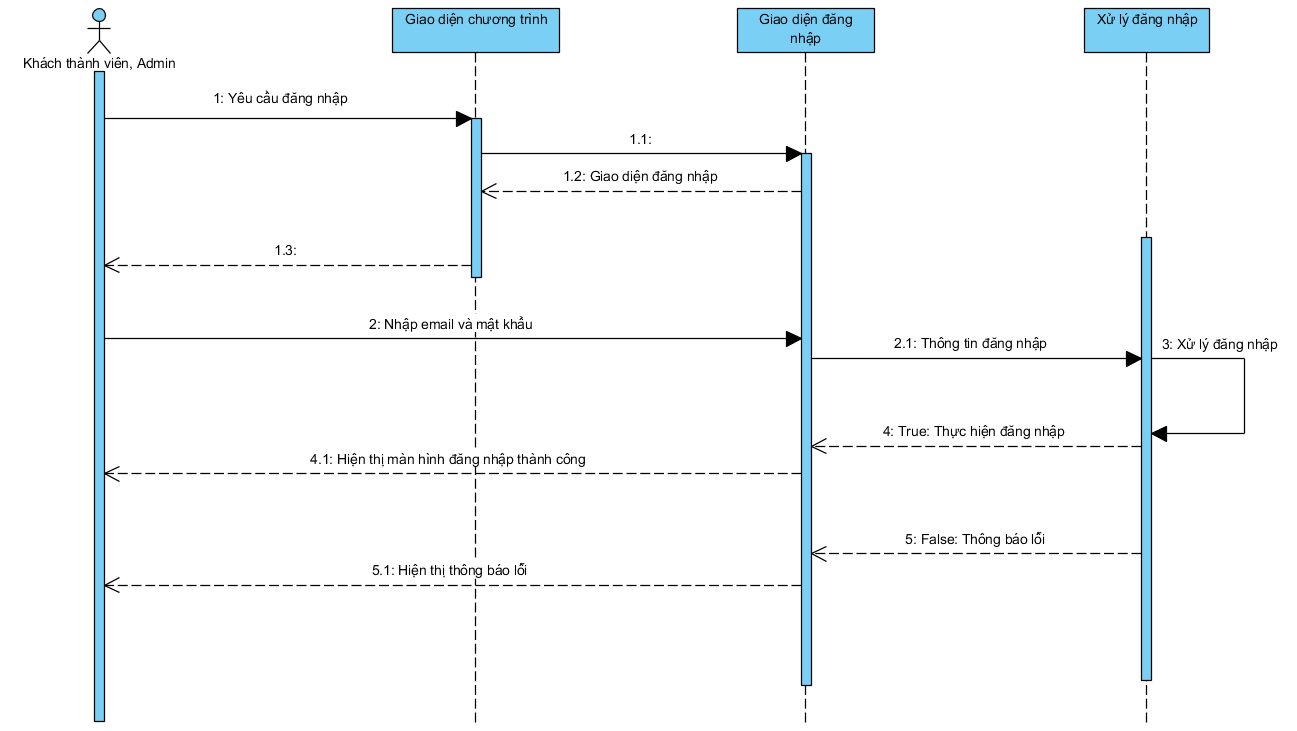 Giao diện chương trình
Giao diện đăng
nhập
Xử lý đăng nhập
Khách thành viên, Admin
1: Yêu cầu đăng nhập
1.1:
1.2: Giao diện đăng nhập
1.3:
2: Nhập email và mật khẩu
2.1: Thông tin đăng nhập
3: Xử lý đăng nhập
4: True: Thực hiện đăng nhập
4.1: Hiện thị màn hình đăng nhập thành công
5: False: Thông báo lỗi
5.1: Hiện thị thông báo lỗi